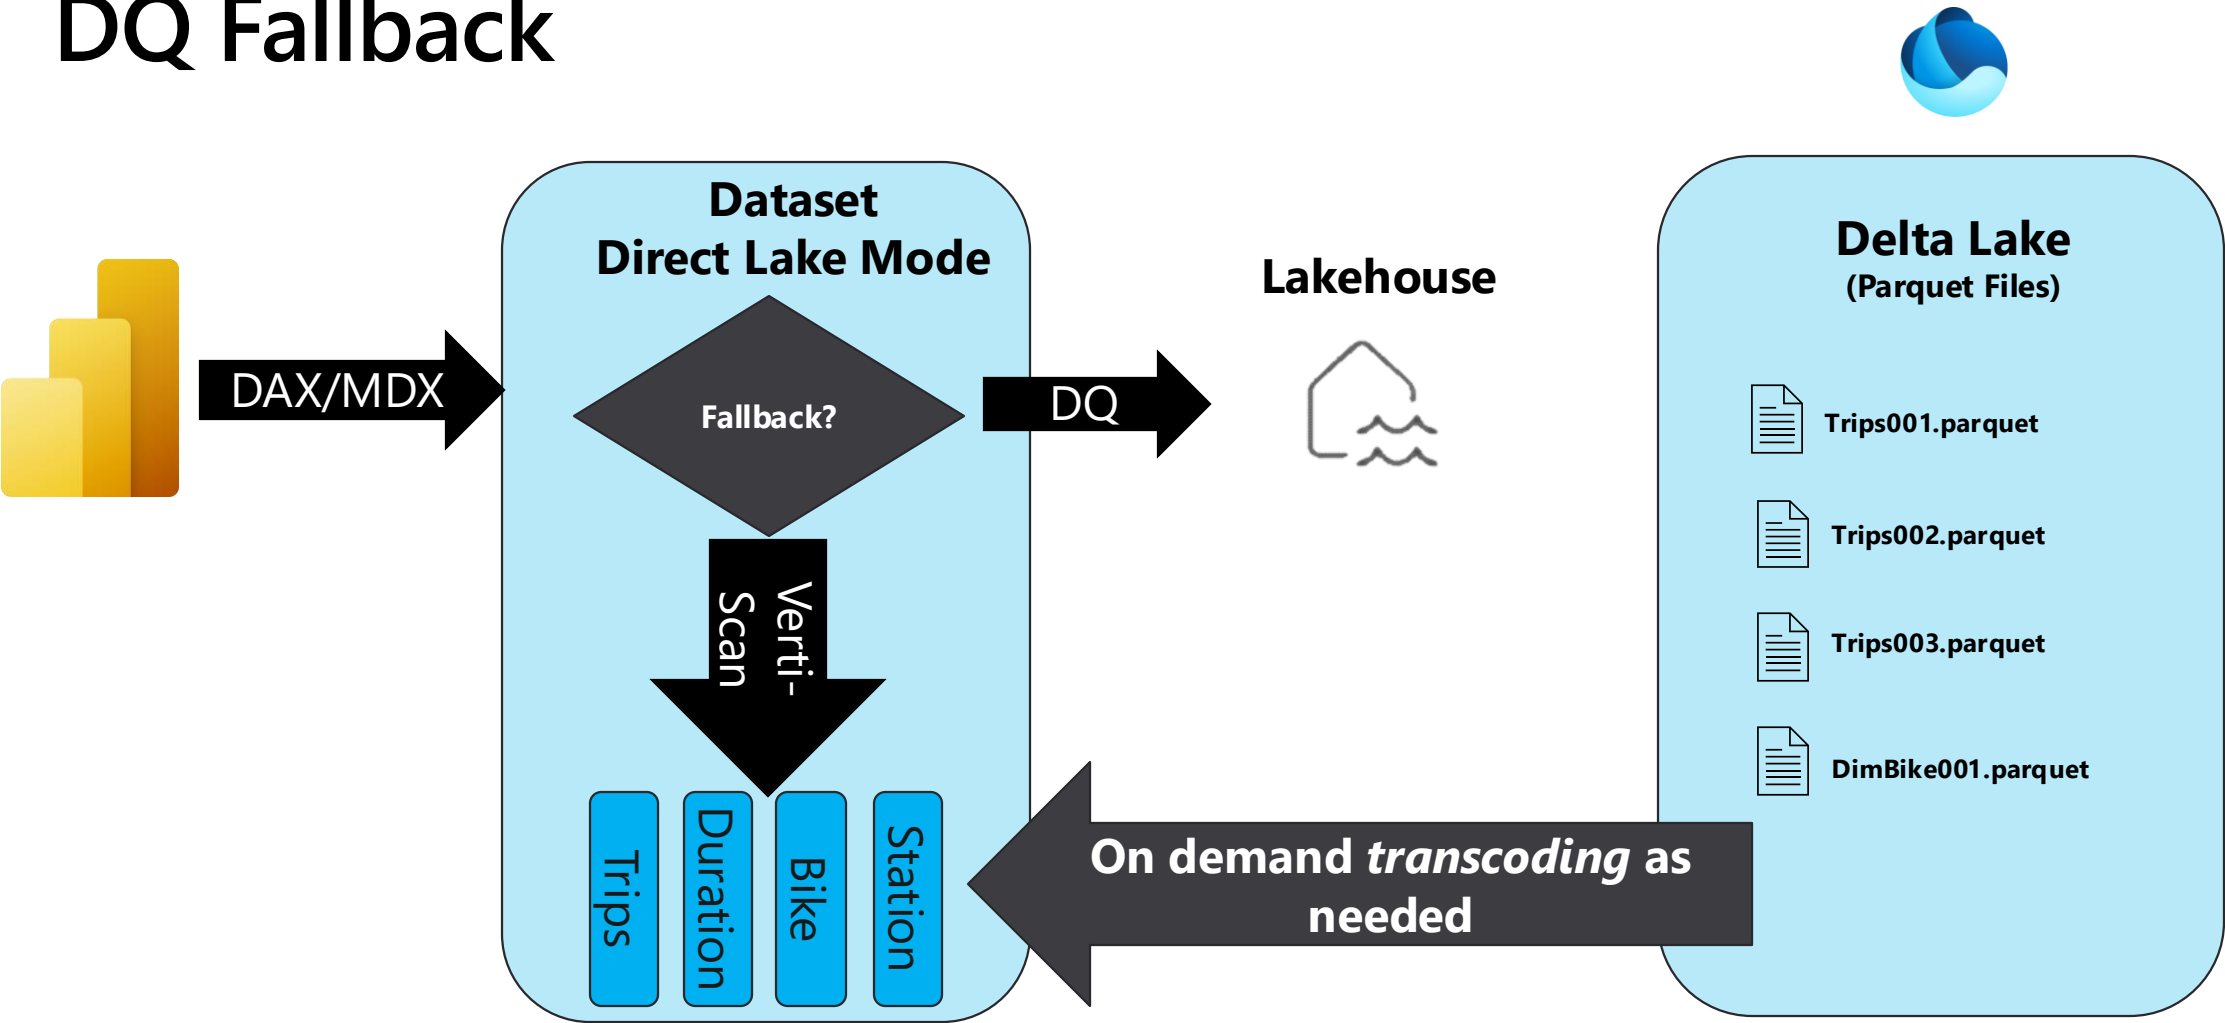 DQ Fallback
Dataset
Direct Lake Mode
DAX/MDX
Fallback?
DQ
Lakehouse
Verti-
Scan
Trips
Duration
Bike
Station
On demand transcoding as
needed
Delta Lake
(Parquet Files)
Trips001.parquet
Trips002.parquet
Trips003.parquet
DimBike001.parquet